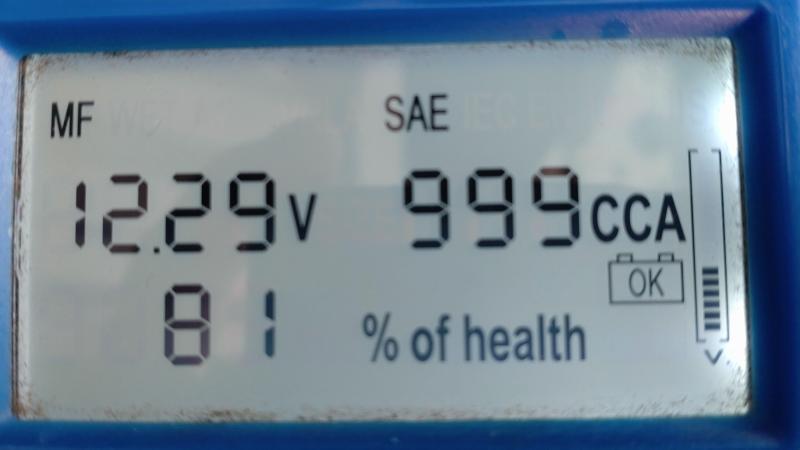 MF SAE
12.29V 999CCA
OK
81 % of health